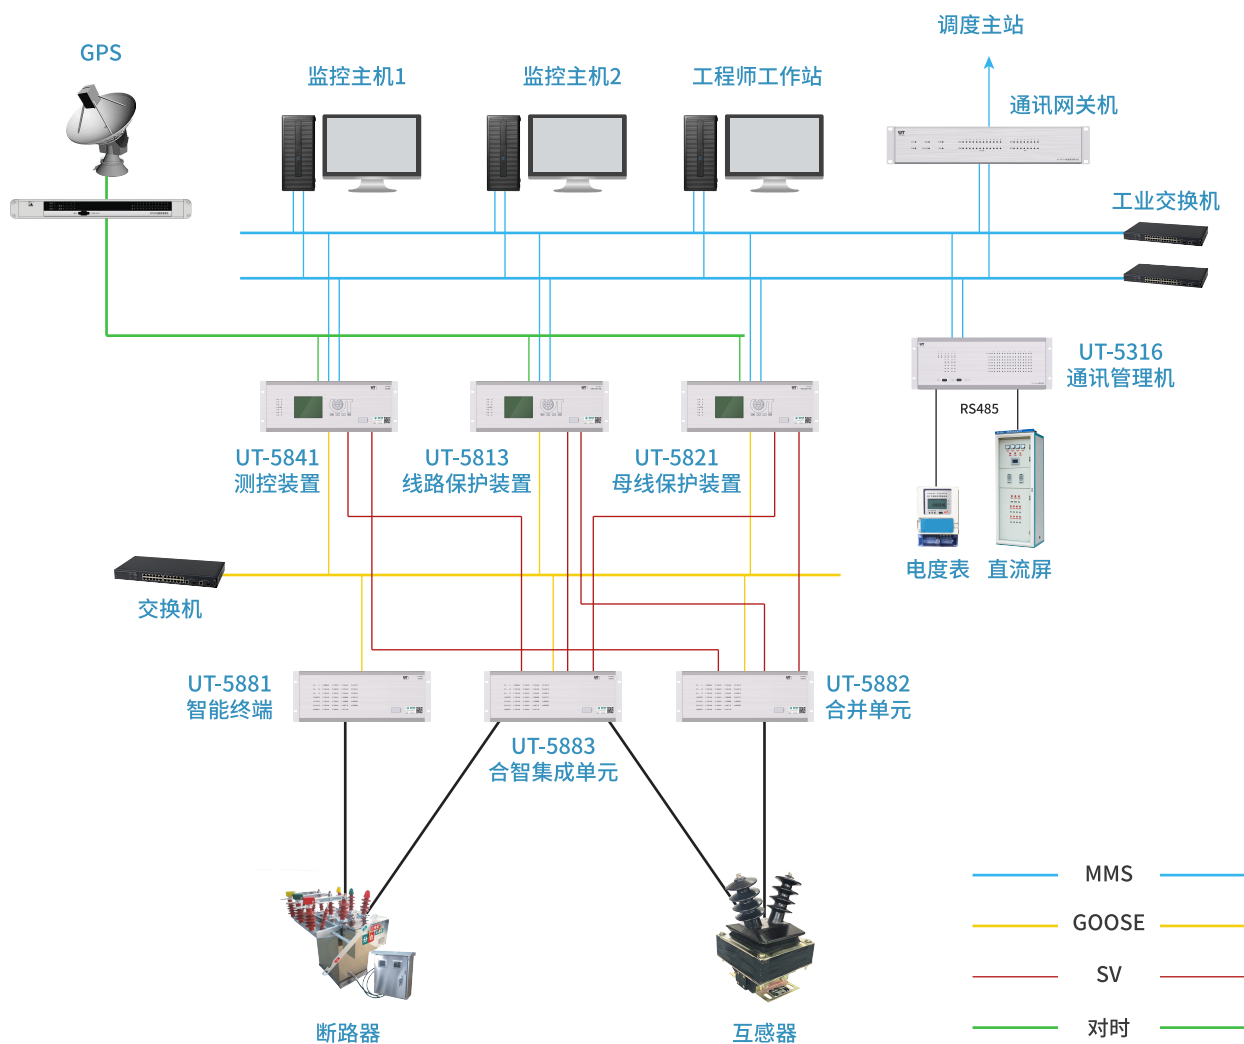 调度主站
GPS
监控主机1
监控主机2
工程师工作站
通讯网关机
工业交换机
UT-5316
通讯管理机
RS485
UT-5841
测控装置
UT-5813
线路保护装置
UT-5821
母线保护装置
电度表
直流屏
交换机
UT-5881
智能终端
UT-5883
合智集成单元
UT-5882
合并单元
MMS
GOOSE
SV
对时
断路器
互感器